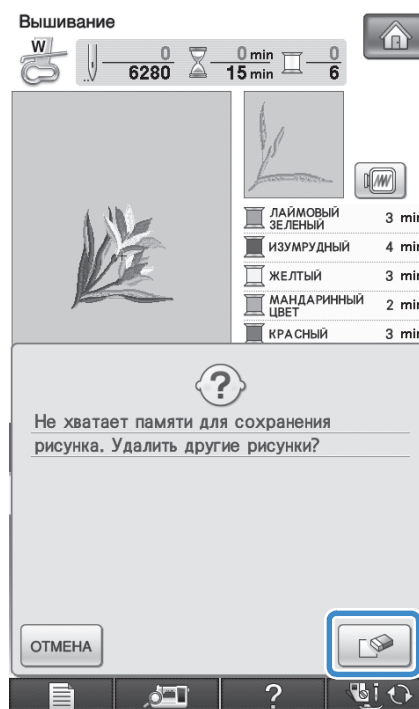 Вышивание
W
0 0 min 0
6280 15 min 6
ЛАЙМОВЫЙ ЗЕЛЕНЫЙ 3 min
ИЗУМРУДНЫЙ 4 min
ЖЕЛТЫЙ 3 min
МАНДАРИННЫЙ ЦВЕТ 2 min
КРАСНЫЙ 3 min
?
Не хватает памяти для сохранения
рисунка. Удалить другие рисунки?
ОТМЕНА
?